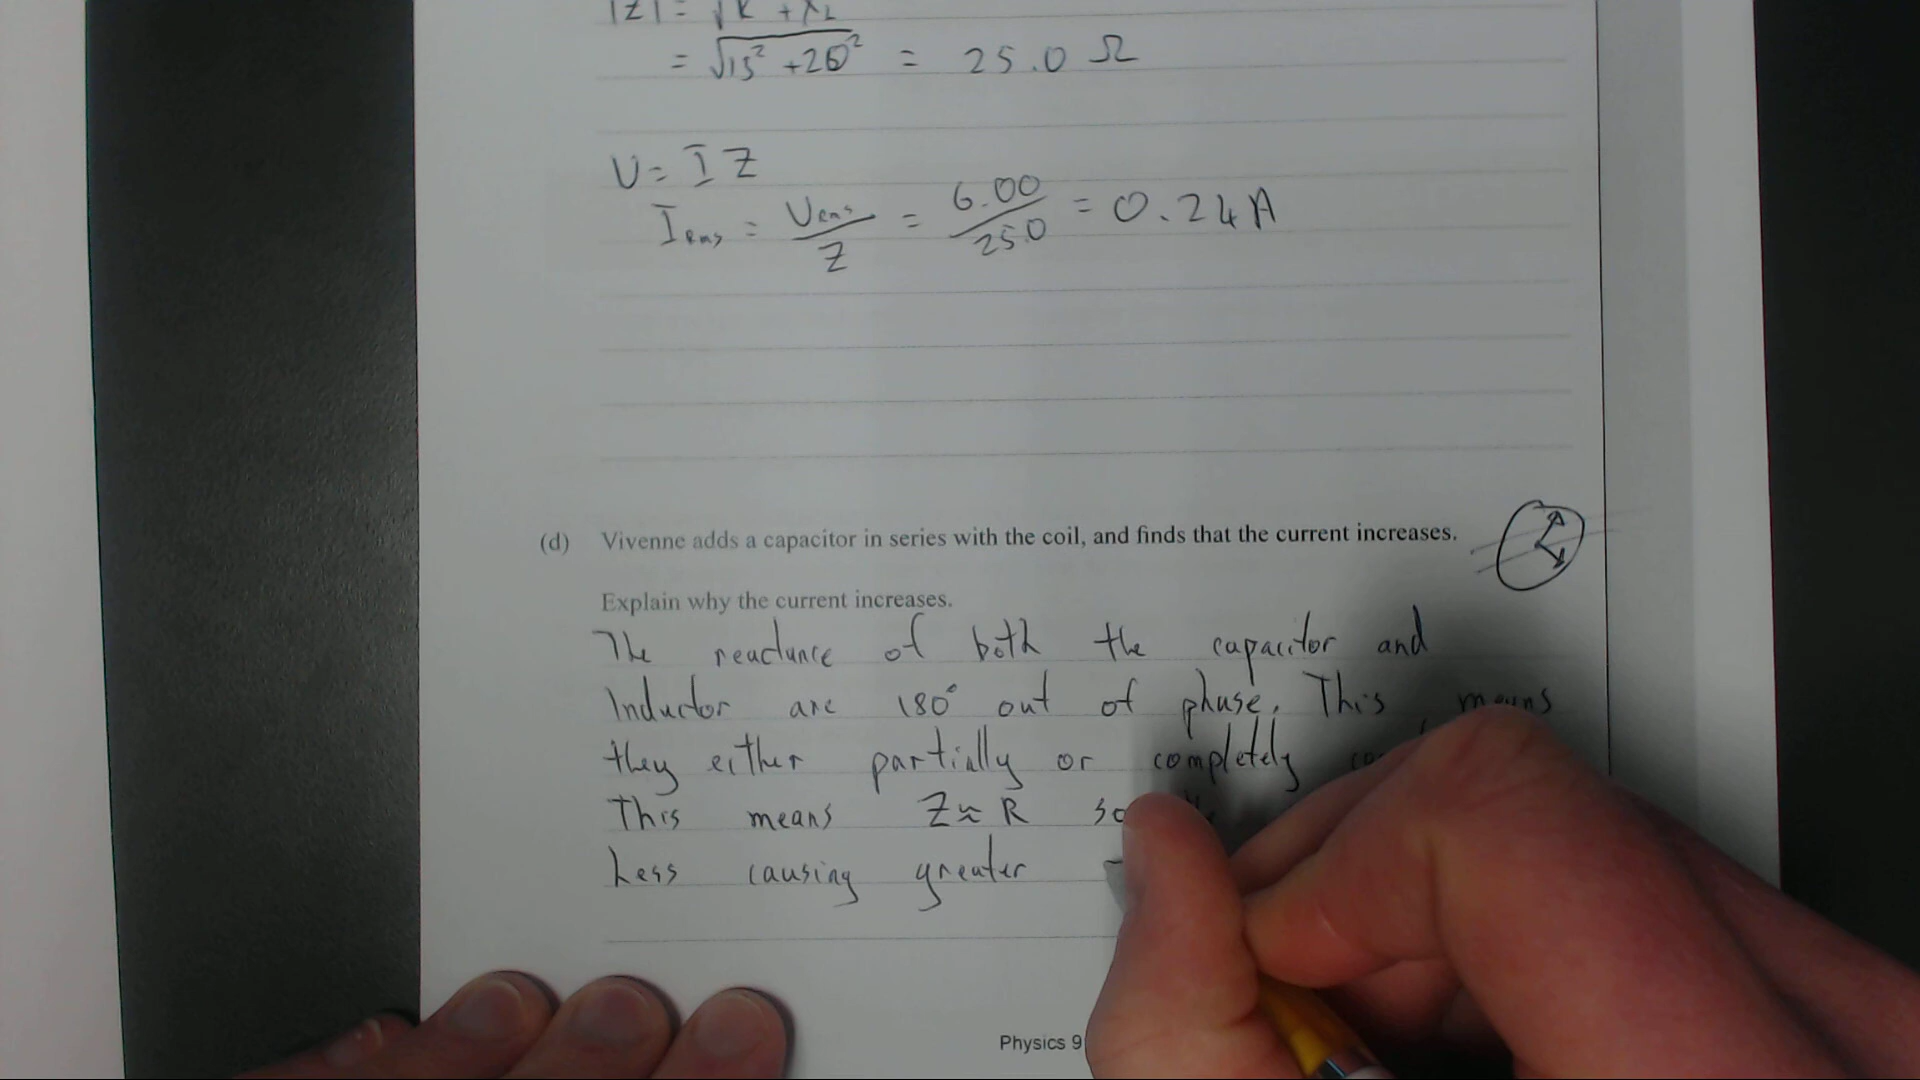 |Z| = √R + XL
= √15² + 20² = 25.0 Ω
V = I Z
Irms = Vrms / Z = 6.00 / 25.0 = 0.24 A
(d) Vivenne adds a capacitor in series with the coil, and finds that the current increases.
Explain why the current increases.
The reactance of both the capacitor and
Inductor are 180° out of phase. This means
they either partially or completely
This means Z ≈ R so
Less causing greater
Physics 9